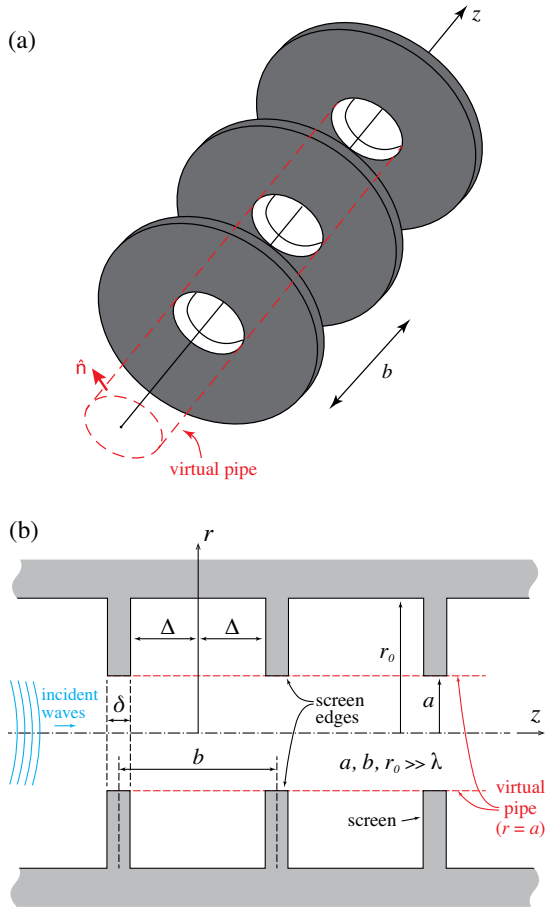 (a)
z
n̂
b
virtual pipe
(b)
r
Δ
Δ
r₀
incident
waves
δ
screen
edges
a
z
b
a, b, r₀ >> λ
virtual
pipe
(r = a)
screen